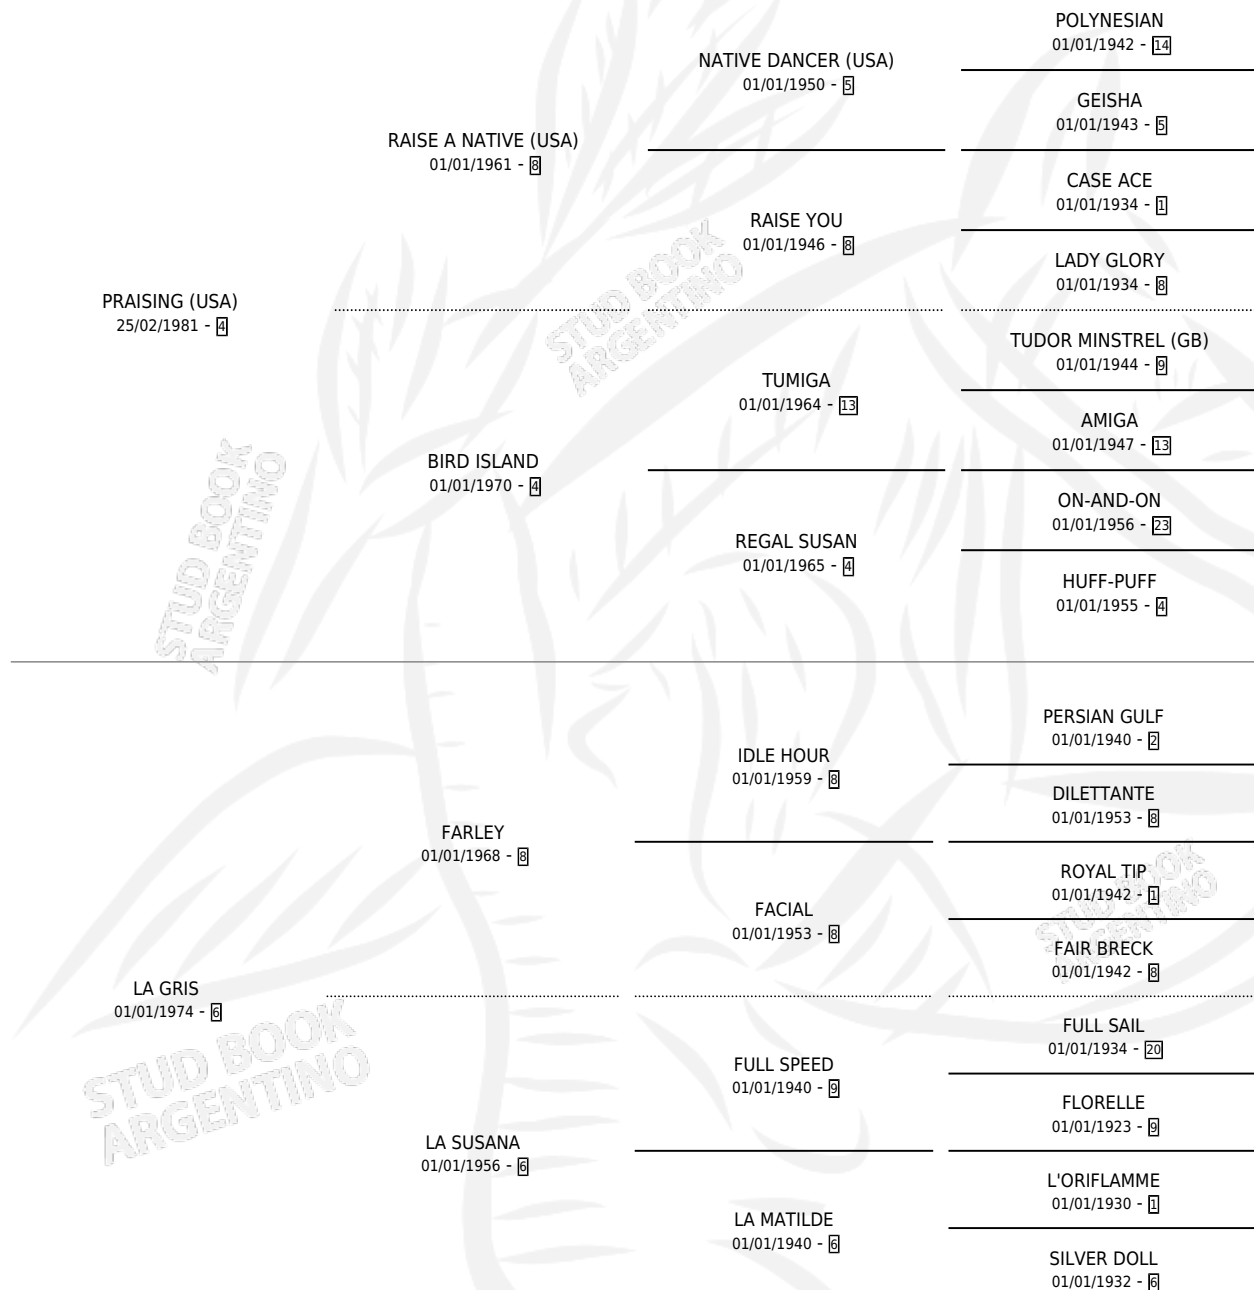 POLYNESIAN
01/01/1942 - 14
NATIVE DANCER (USA)
01/01/1950 - 5
GEISHA
01/01/1943 - 5
RAISE A NATIVE (USA)
01/01/1961 - 8
CASE ACE
01/01/1934 - 1
RAISE YOU
01/01/1946 - 8
LADY GLORY
01/01/1934 - 8
PRAISING (USA)
25/02/1981 - 4
TUDOR MINSTREL (GB)
01/01/1944 - 9
TUMIGA
01/01/1964 - 13
AMIGA
01/01/1947 - 13
BIRD ISLAND
01/01/1970 - 4
ON-AND-ON
01/01/1956 - 23
REGAL SUSAN
01/01/1965 - 4
HUFF-PUFF
01/01/1955 - 4
PERSIAN GULF
01/01/1940 - 2
IDLE HOUR
01/01/1959 - 8
DILETTANTE
01/01/1953 - 8
FARLEY
01/01/1968 - 8
ROYAL TIP
01/01/1942 - 1
FACIAL
01/01/1953 - 8
FAIR BRECK
01/01/1942 - 8
LA GRIS
01/01/1974 - 6
FULL SAIL
01/01/1934 - 20
FULL SPEED
01/01/1940 - 9
FLORELLE
01/01/1923 - 9
LA SUSANA
01/01/1956 - 6
L'ORIFLAMME
01/01/1930 - 1
LA MATILDE
01/01/1940 - 6
SILVER DOLL
01/01/1932 - 6
STUD BOOK
ARGENTINO
STUD BOOK
ARGENTINO
STUD BOOK
ARGENTINO
STUD BOOK
ARGENTINO